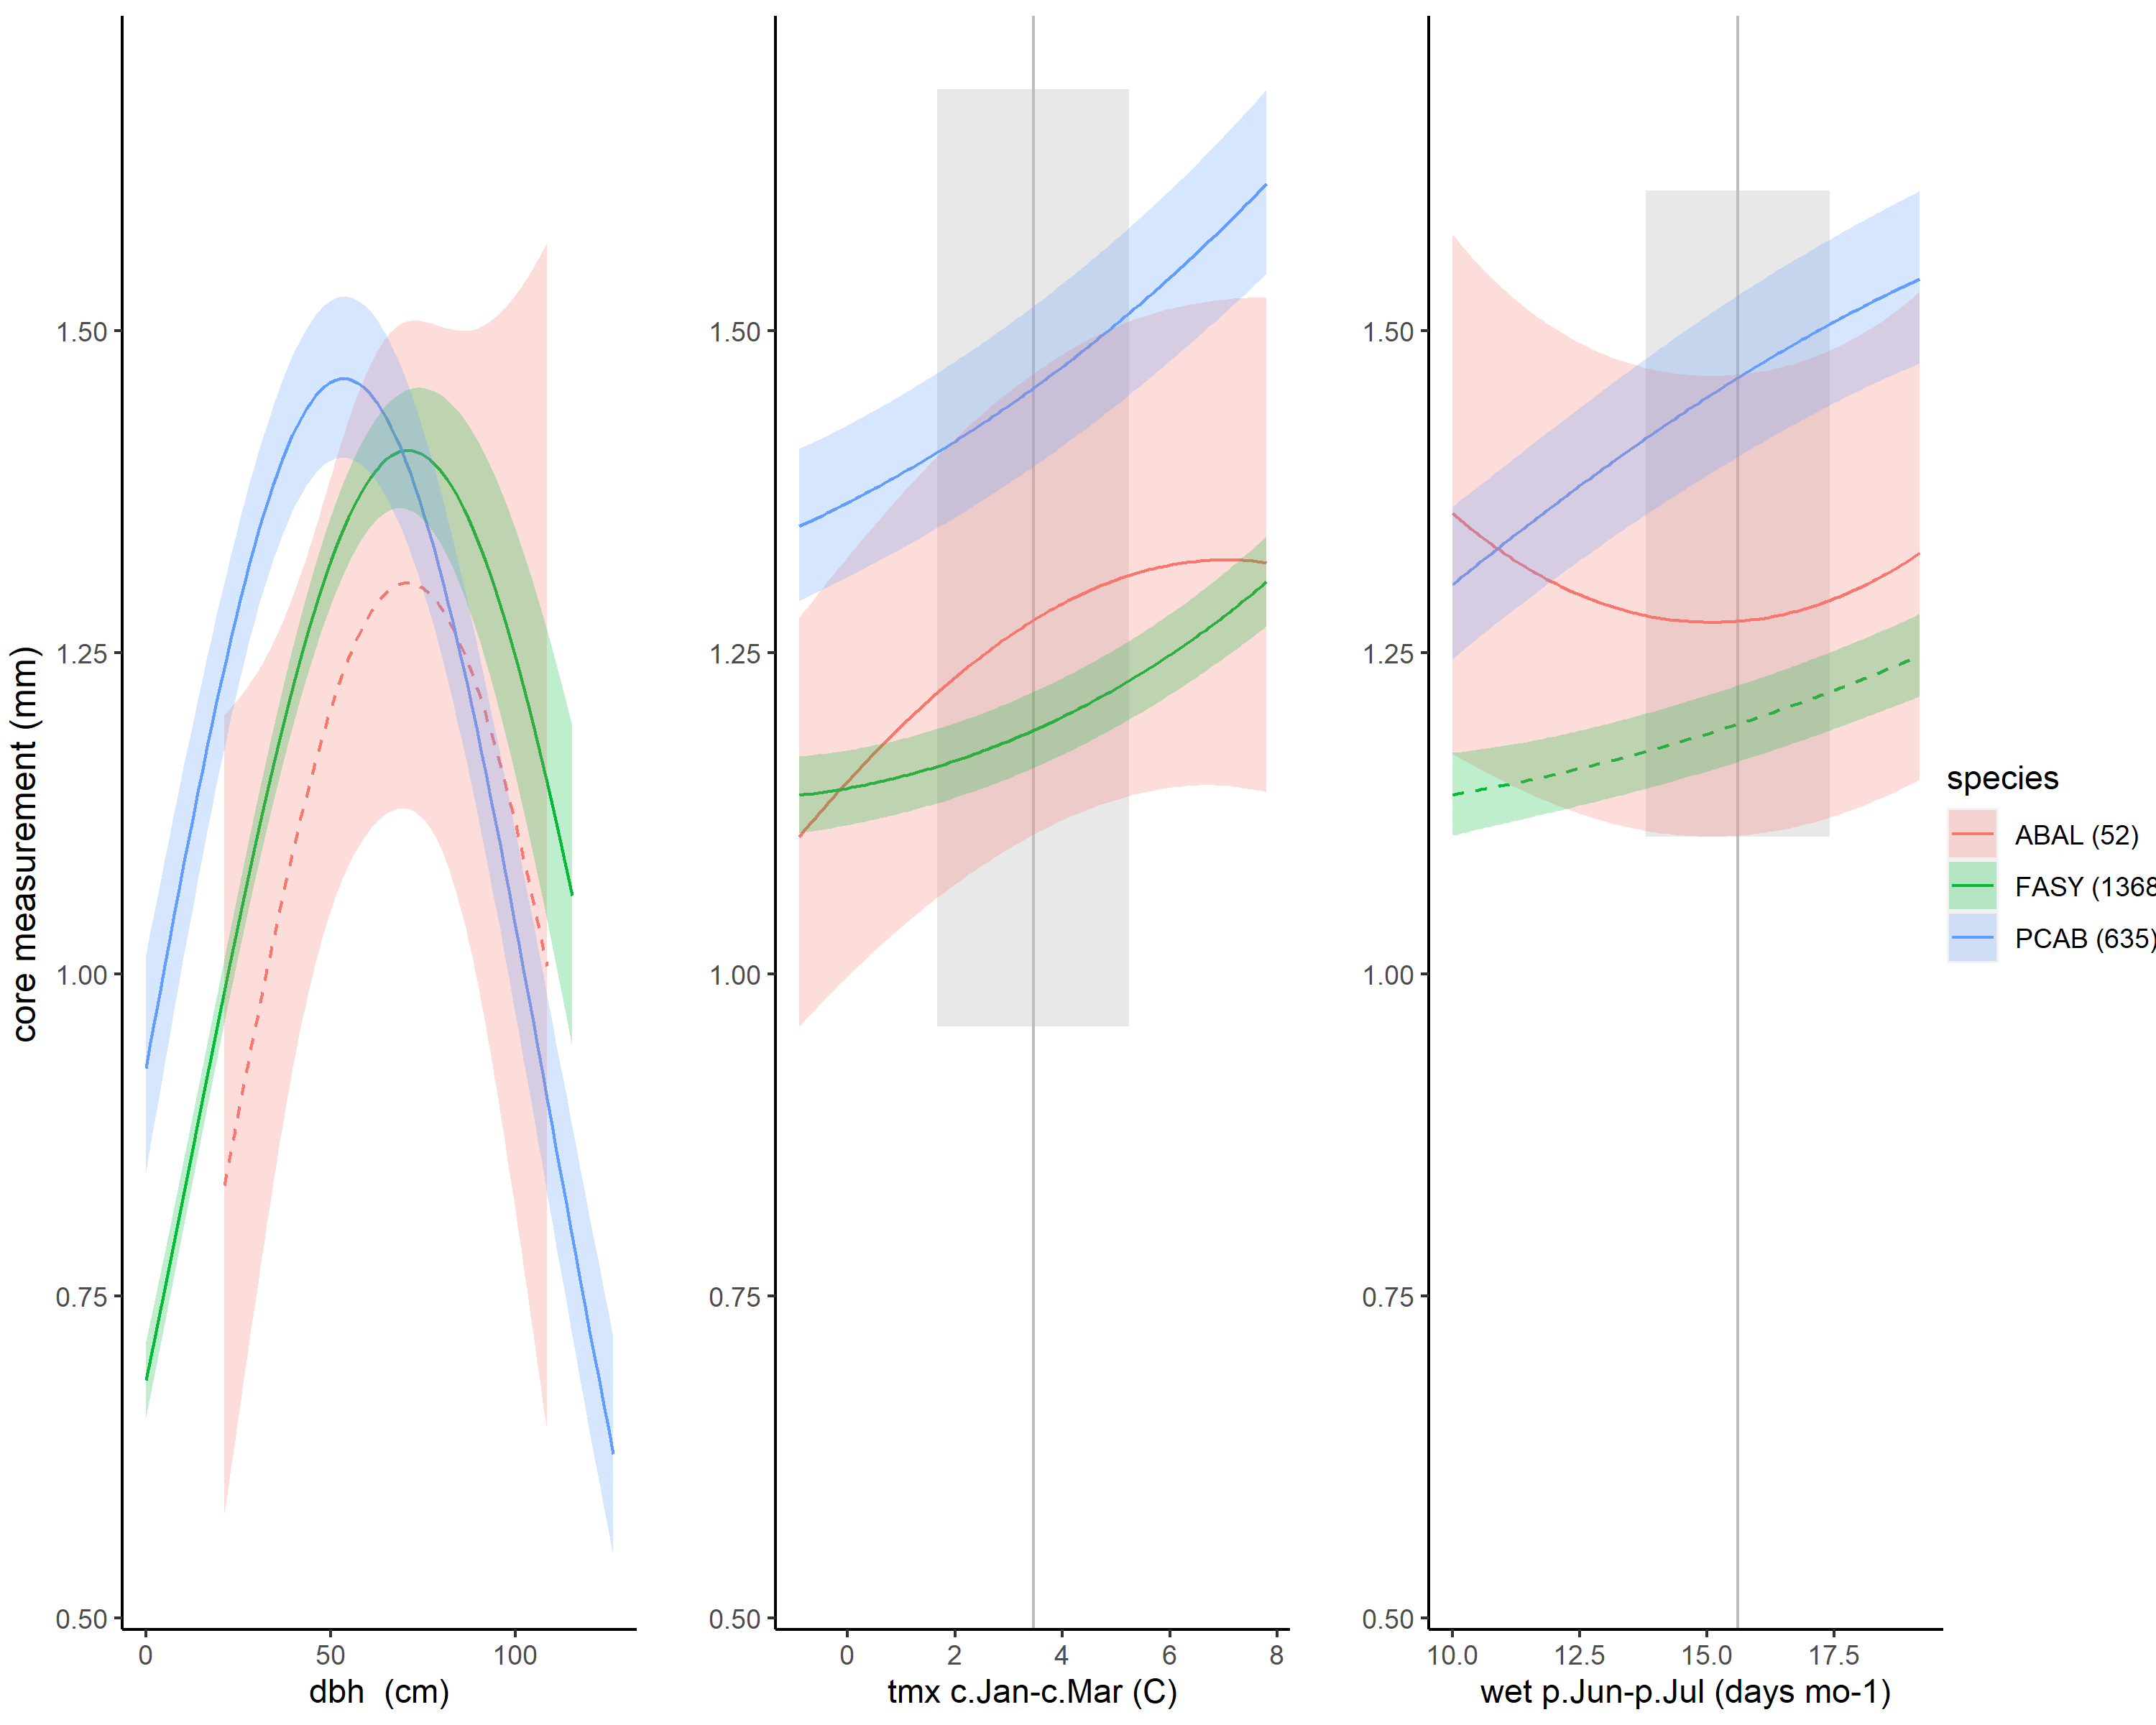 core measurement (mm)
1.50
1.25
1.00
0.75
0.50
0 50 100
dbh (cm)
1.50
1.25
1.00
0.75
0.50
0 2 4 6 8
tmx c.Jan-c.Mar (C)
1.50
1.25
1.00
0.75
0.50
10.0 12.5 15.0 17.5
wet p.Jun-p.Jul (days mo-1)
species
ABAL (52)
FASY (1368
PCAB (635)